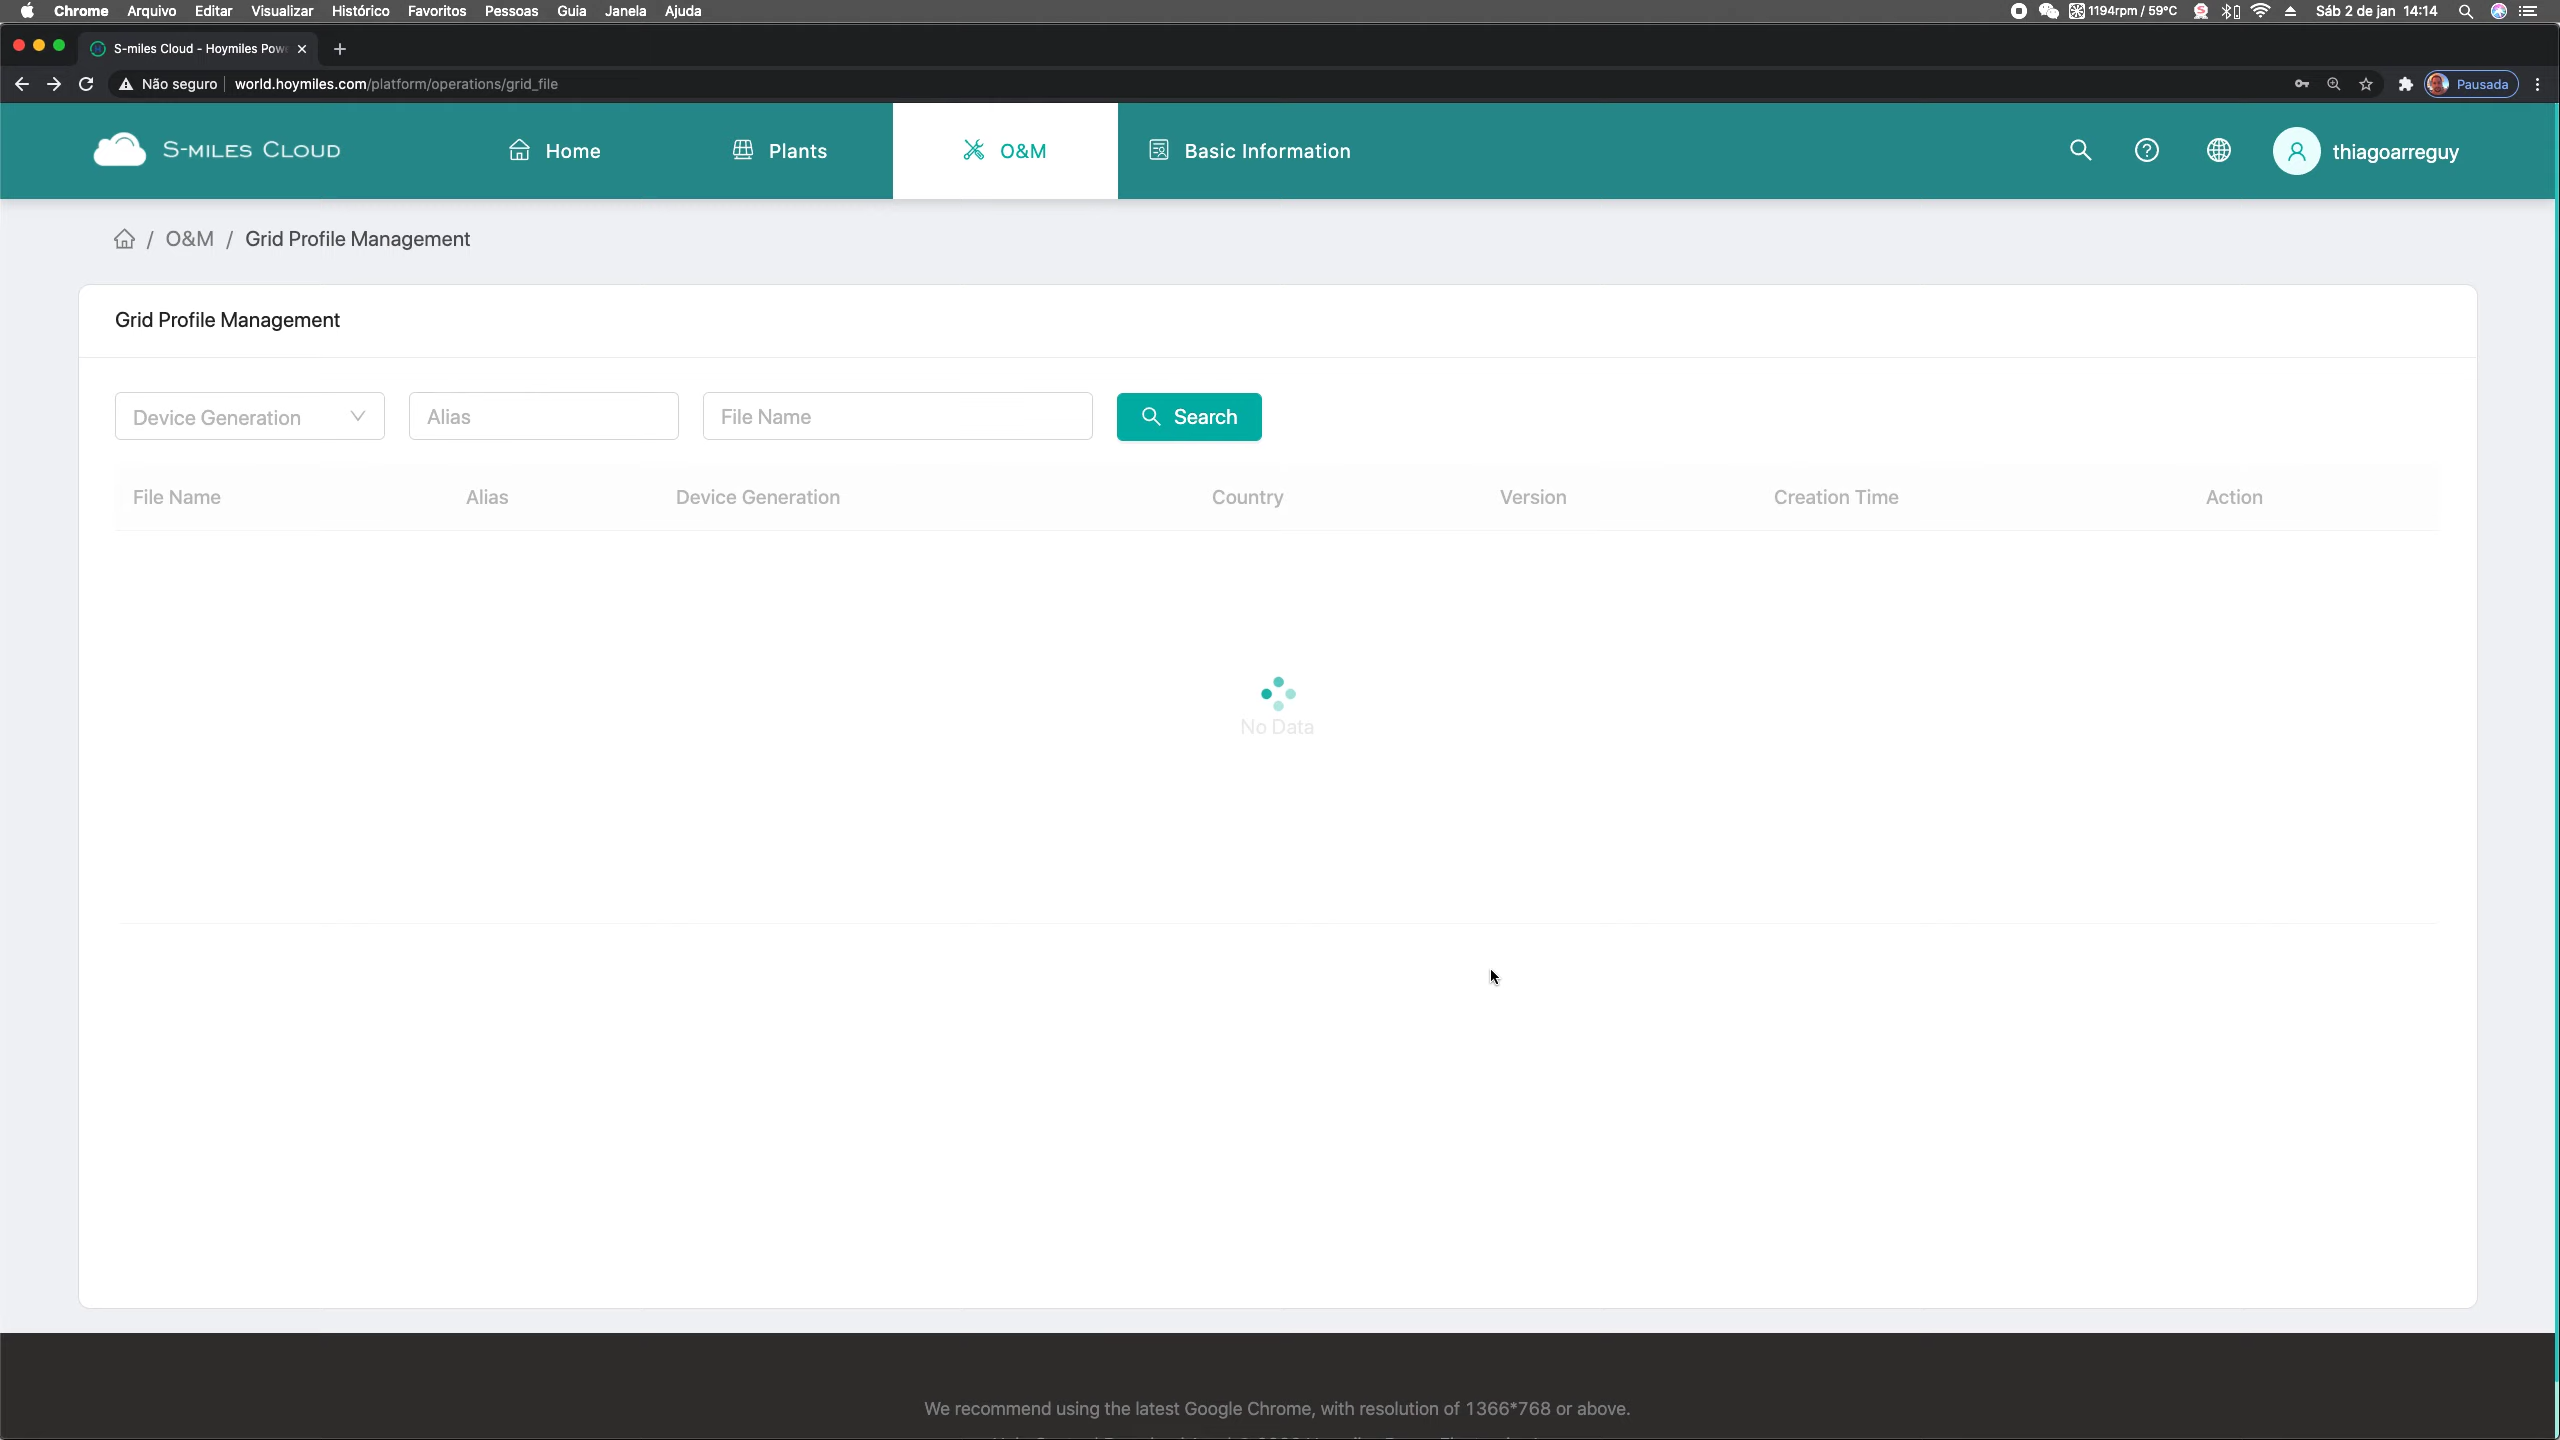 Chrome Arquivo Editar Visualizar Histórico Favoritos Pessoas Guia Janela Ajuda 1194rpm / 59°C Sáb 2 de jan 14:14
S-miles Cloud - Hoymiles Pow
Não seguro world.hoymiles.com/platform/operations/grid_file Pausada
S-MILES CLOUD Home Plants O&M Basic Information thiagoarreguy
/ O&M / Grid Profile Management
Grid Profile Management
Device Generation Alias File Name Search
File Name Alias Device Generation Country Version Creation Time Action
No Data
We recommend using the latest Google Chrome, with resolution of 1366*768 or above.